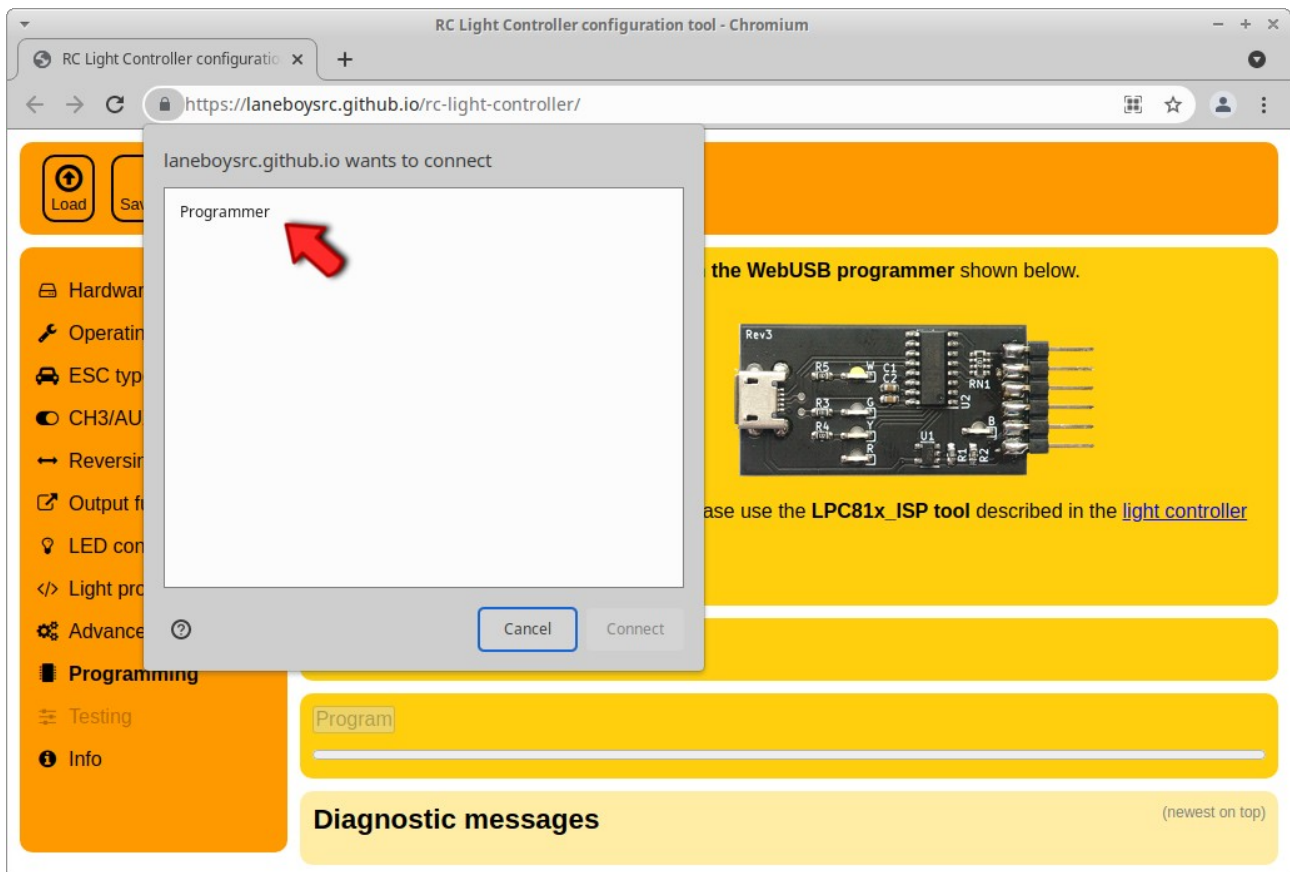 RC Light Controller configuration tool - Chromium
RC Light Controller configuratio
https://laneboysrc.github.io/rc-light-controller/
laneboysrc.github.io wants to connect
Programmer
Cancel
Connect
Load
Sav
the WebUSB programmer shown below.
Rev3
R5
W
C1
C2
RN1
R3
G
U2
R4
Y
U1
B
R
R1
R2
ase use the LPC81x_ISP tool described in the light controller
Hardwar
Operatin
ESC typ
CH3/AU
Reversin
Output fu
LED con
Light pro
Advance
Programming
Testing
Info
Program
Diagnostic messages
(newest on top)